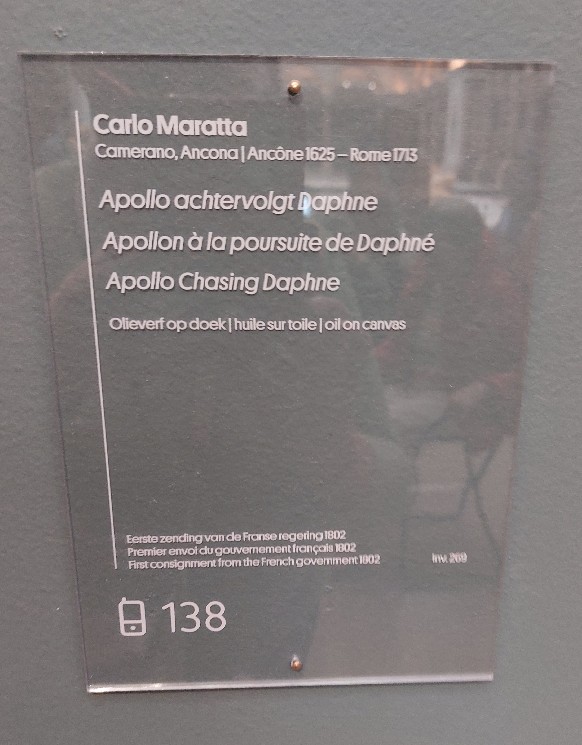 Carlo Maratta
Camerano, Ancona | Ancône 1625 – Rome 1713
Apollo achtervolgt Daphne
Apollon à la poursuite de Daphné
Apollo Chasing Daphne
Olieverf op doek | huile sur toile | oil on canvas
Eerste zending van de Franse regering 1802
Premier envoi du gouvernement français 1802
First consignment from the French government 1802
Inv. 269
138